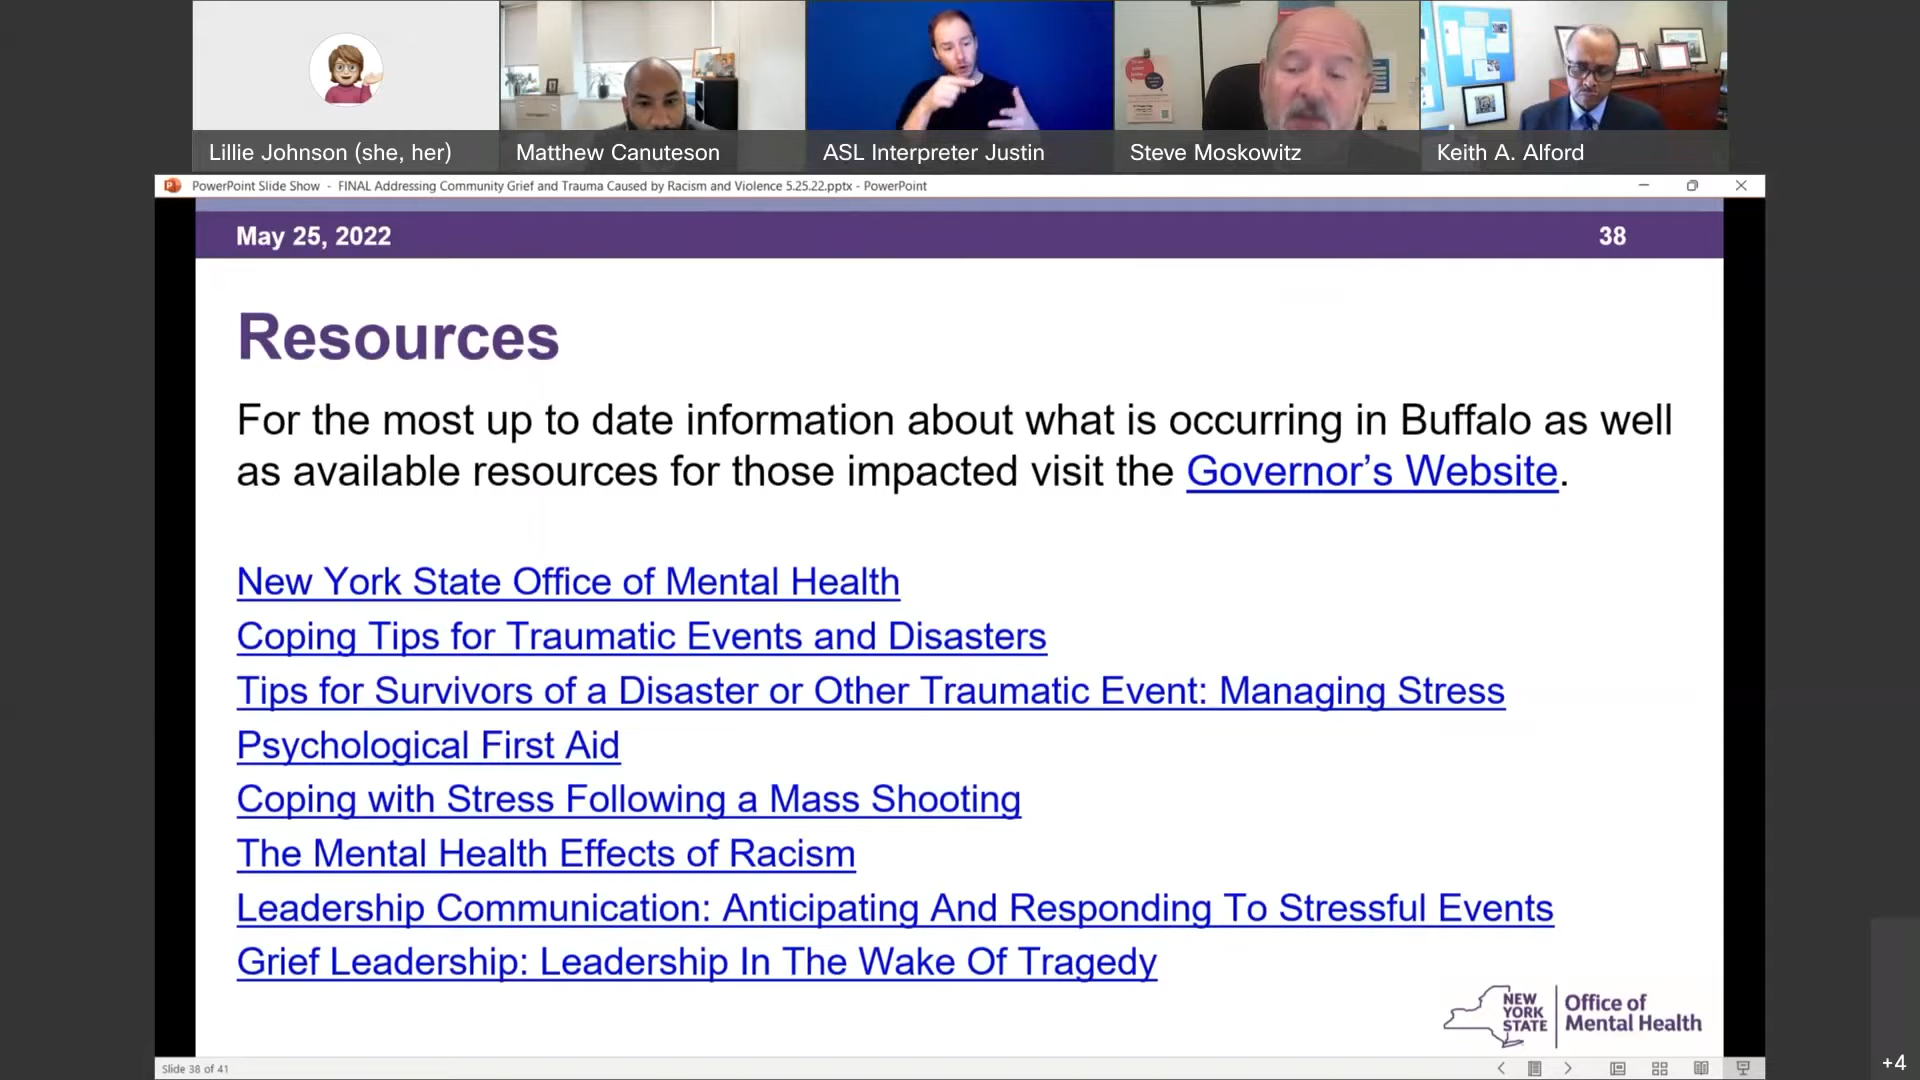 Lillie Johnson (she, her)
Matthew Canuteson
ASL Interpreter Justin
Steve Moskowitz
Keith A. Alford
PowerPoint Slide Show - FINAL Addressing Community Grief and Trauma Caused by Racism and Violence 5.25.22.pptx - PowerPoint
May 25, 2022
38
Resources
For the most up to date information about what is occurring in Buffalo as well
as available resources for those impacted visit the Governor’s Website.
New York State Office of Mental Health
Coping Tips for Traumatic Events and Disasters
Tips for Survivors of a Disaster or Other Traumatic Event: Managing Stress
Psychological First Aid
Coping with Stress Following a Mass Shooting
The Mental Health Effects of Racism
Leadership Communication: Anticipating And Responding To Stressful Events
Grief Leadership: Leadership In The Wake Of Tragedy
NEW
YORK
STATE
Office of
Mental Health
Slide 38 of 41
+4